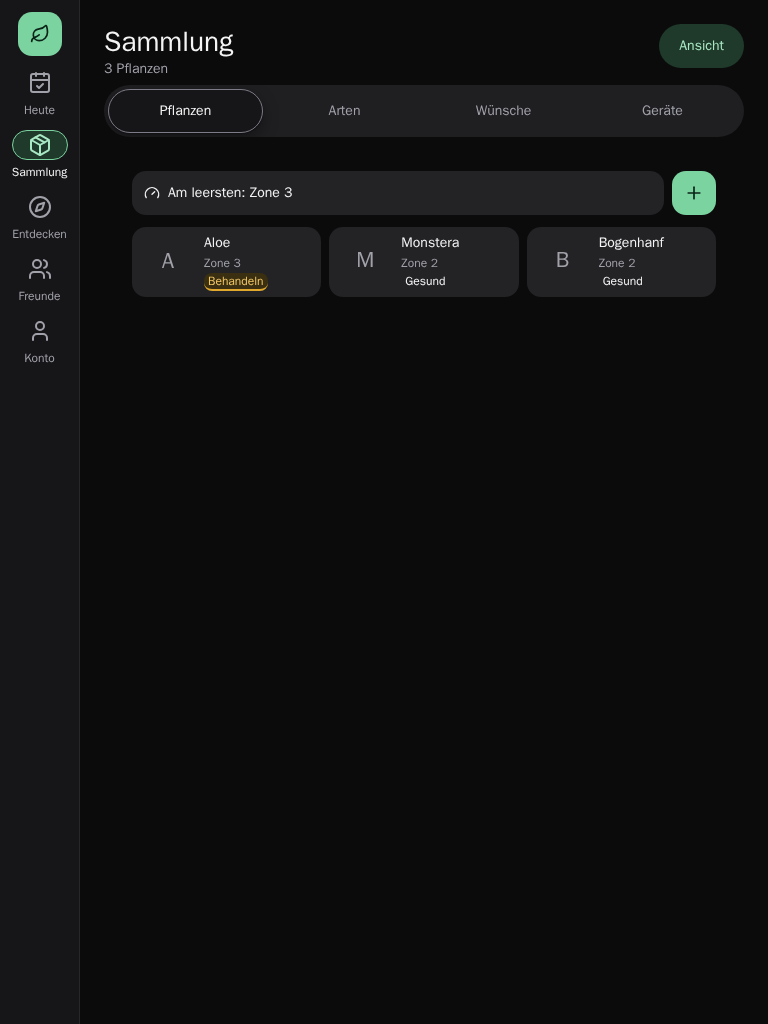 Sammlung
3 Pflanzen
Ansicht
Heute
Sammlung
Entdecken
Freunde
Konto
Pflanzen
Arten
Wünsche
Geräte
Am leersten: Zone 3
A
Aloe
Zone 3
Behandeln
M
Monstera
Zone 2
Gesund
B
Bogenhanf
Zone 2
Gesund